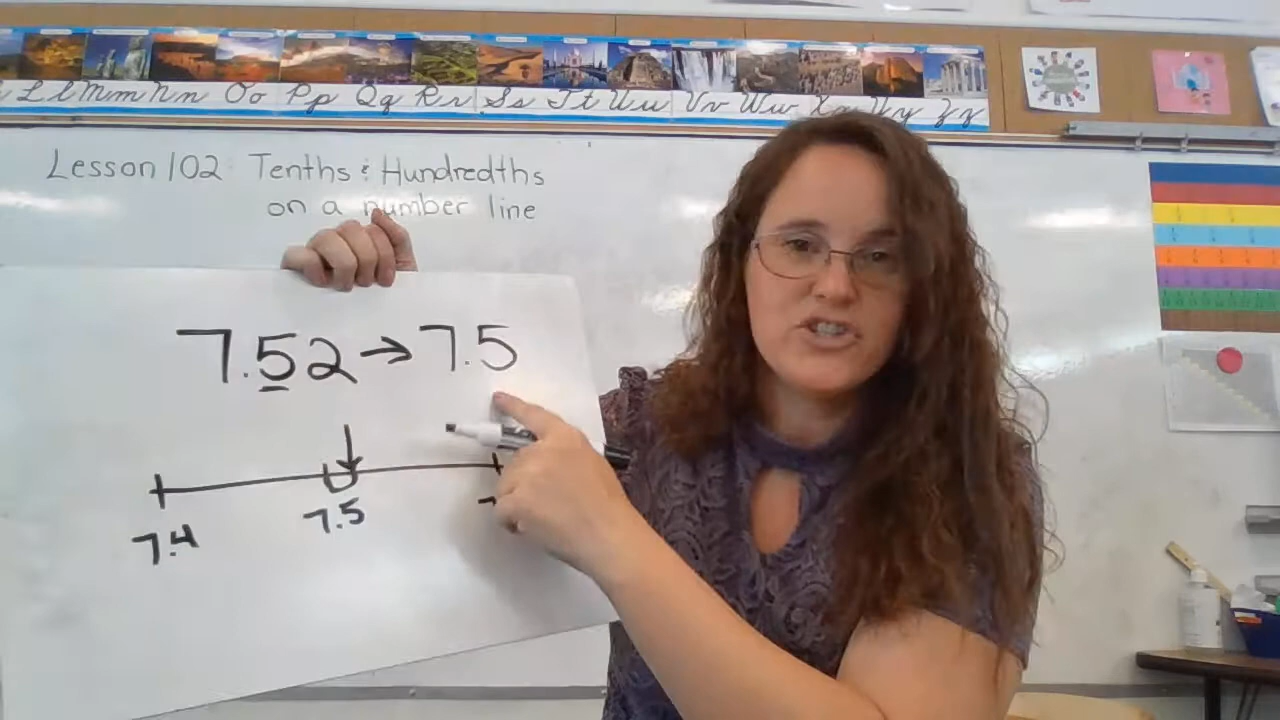 Ll Mm Nn Oo Pp Qq Rr Ss Tt Uu Vv Ww Xx Yy Zz
Lesson 102: Tenths & Hundredths
on a number line
7.52 → 7.5
7.4 7.5